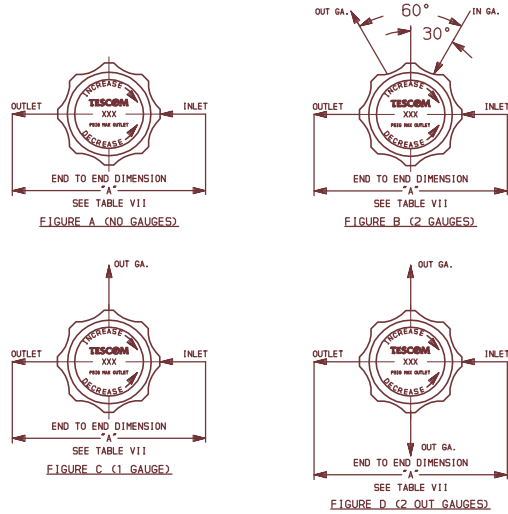 INCREASE
TESCOM
XXX
PSIG MAX OUTLET
DECREASE
OUTLET
INLET
END TO END DIMENSION
"A"
SEE TABLE VII
FIGURE A (NO GAUGES)
OUT GA.
60°
IN GA.
30°
INCREASE
TESCOM
XXX
PSIG MAX OUTLET
DECREASE
OUTLET
INLET
END TO END DIMENSION
"A"
SEE TABLE VII
FIGURE B (2 GAUGES)
OUT GA.
INCREASE
TESCOM
XXX
PSIG MAX OUTLET
DECREASE
OUTLET
INLET
END TO END DIMENSION
"A"
SEE TABLE VII
FIGURE C (1 GAUGE)
OUT GA.
INCREASE
TESCOM
XXX
PSIG MAX OUTLET
DECREASE
OUTLET
INLET
OUT GA.
END TO END DIMENSION
"A"
SEE TABLE VII
FIGURE D (2 OUT GAUGES)